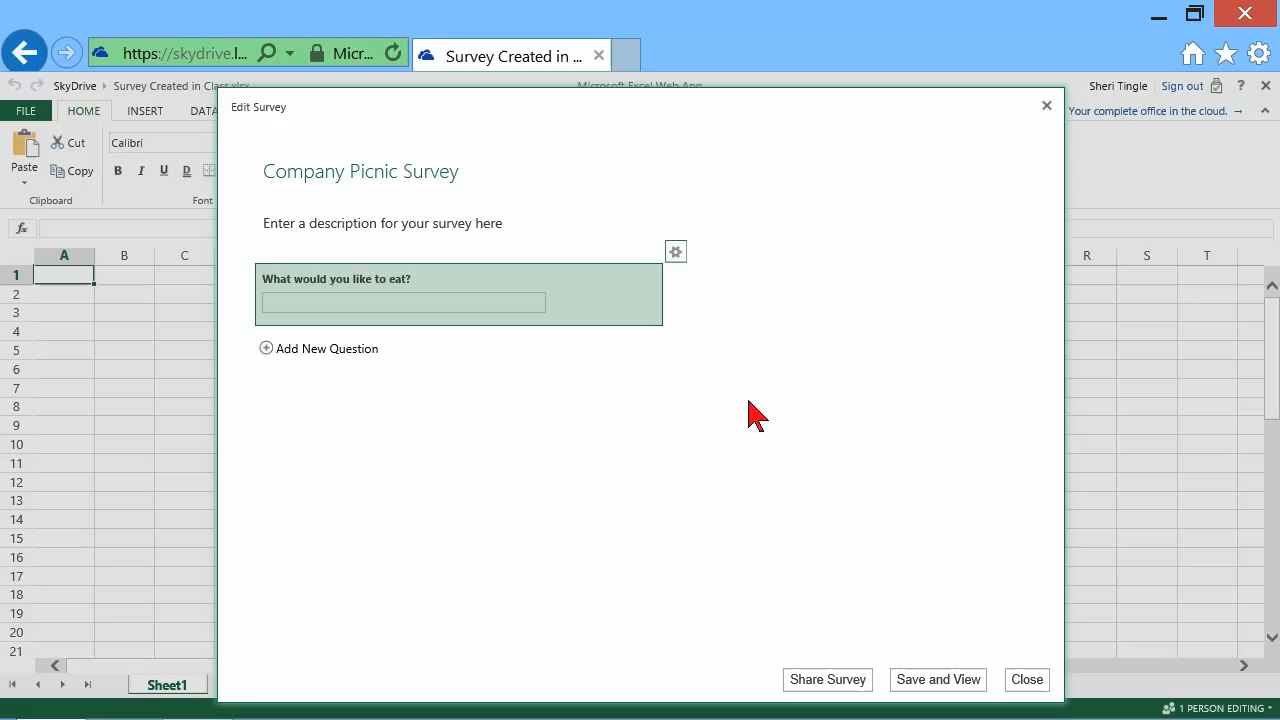 https://skydrive.l... Micr... Survey Created in ...
SkyDrive Survey Created in Class.xlsx Microsoft Excel Web App Sheri Tingle Sign out ?
FILE HOME INSERT DATA Your complete office in the cloud. →
Paste Cut Copy Calibri
B I U D
Clipboard Font
fx
A B C R S T
1
2
3
4
5
6
7
8
9
10
11
12
13
14
15
16
17
18
19
20
21
Edit Survey
Company Picnic Survey
Enter a description for your survey here
What would you like to eat?
Add New Question
Share Survey Save and View Close
Sheet1
1 PERSON EDITING